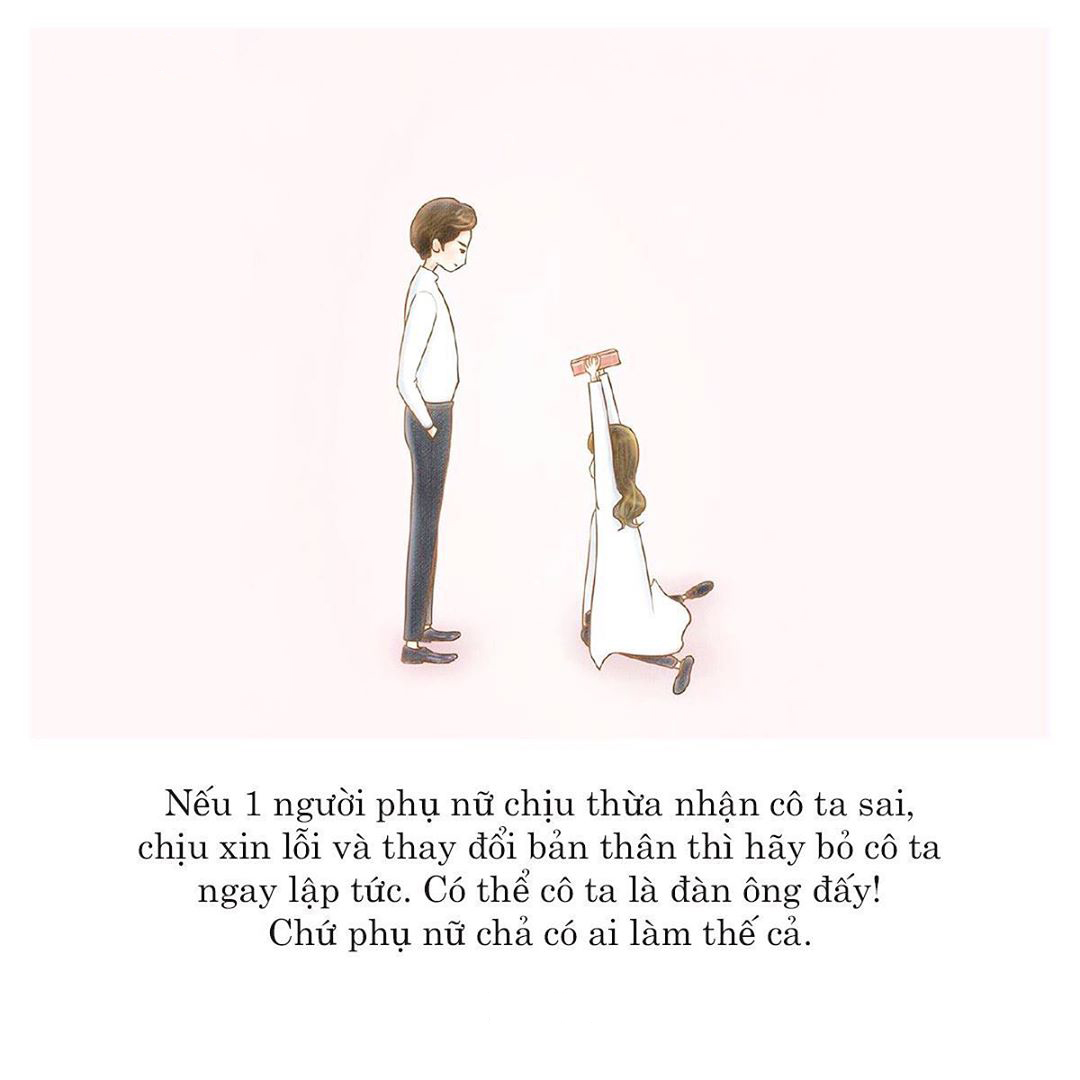 Nếu 1 người phụ nữ chịu thừa nhận cô ta sai,
chịu xin lỗi và thay đổi bản thân thì hãy bỏ cô ta
ngay lập tức. Có thể cô ta là đàn ông đấy!
Chứ phụ nữ chả có ai làm thế cả.